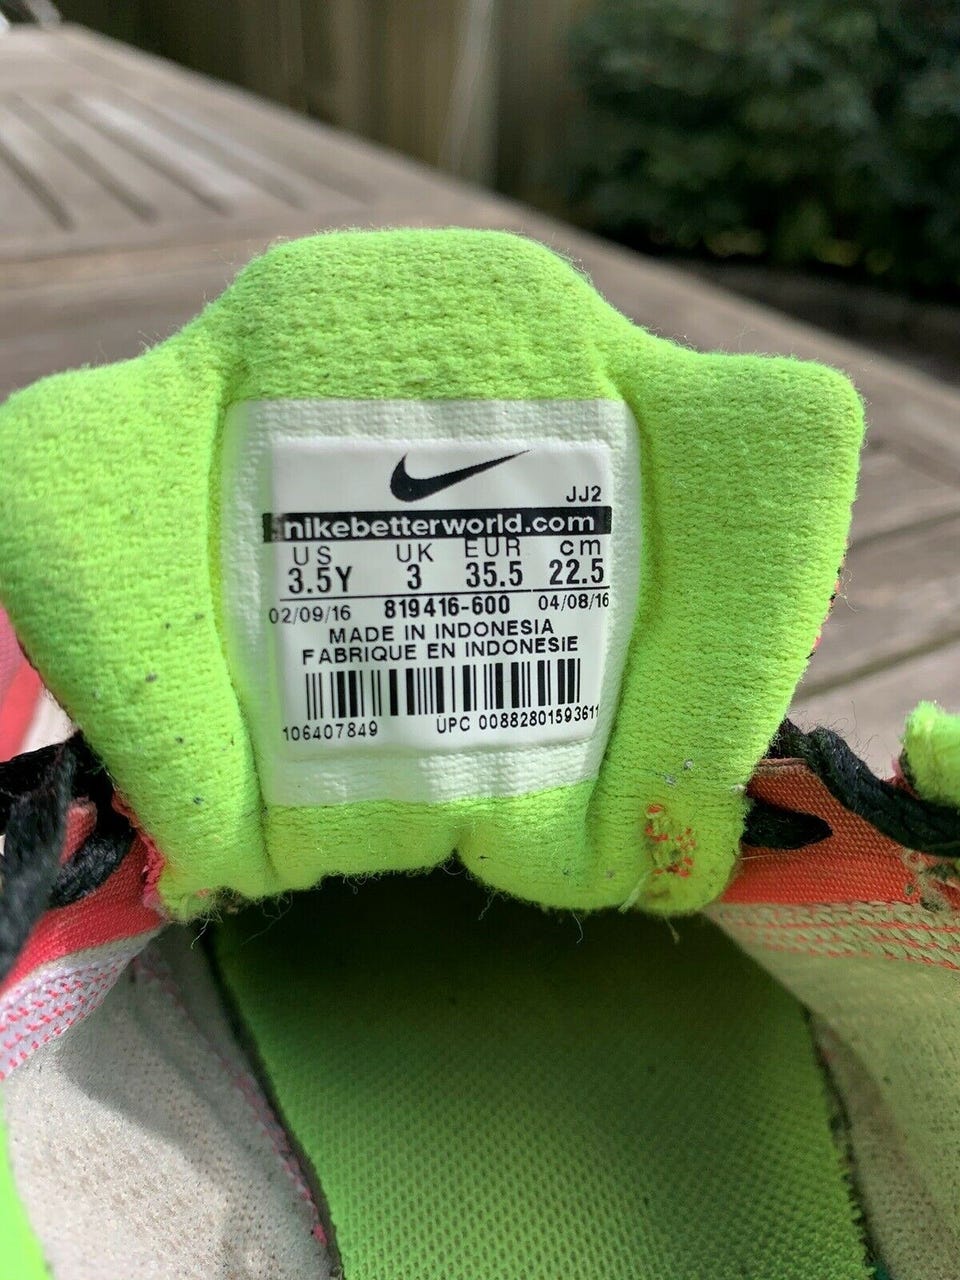 JJ2
nikebetterworld.com
US UK EUR cm
3.5Y 3 35.5 22.5
02/09/16 819416-600 04/08/16
MADE IN INDONESIA
FABRIQUE EN INDONESIE
106407849 UPC 00882801593611